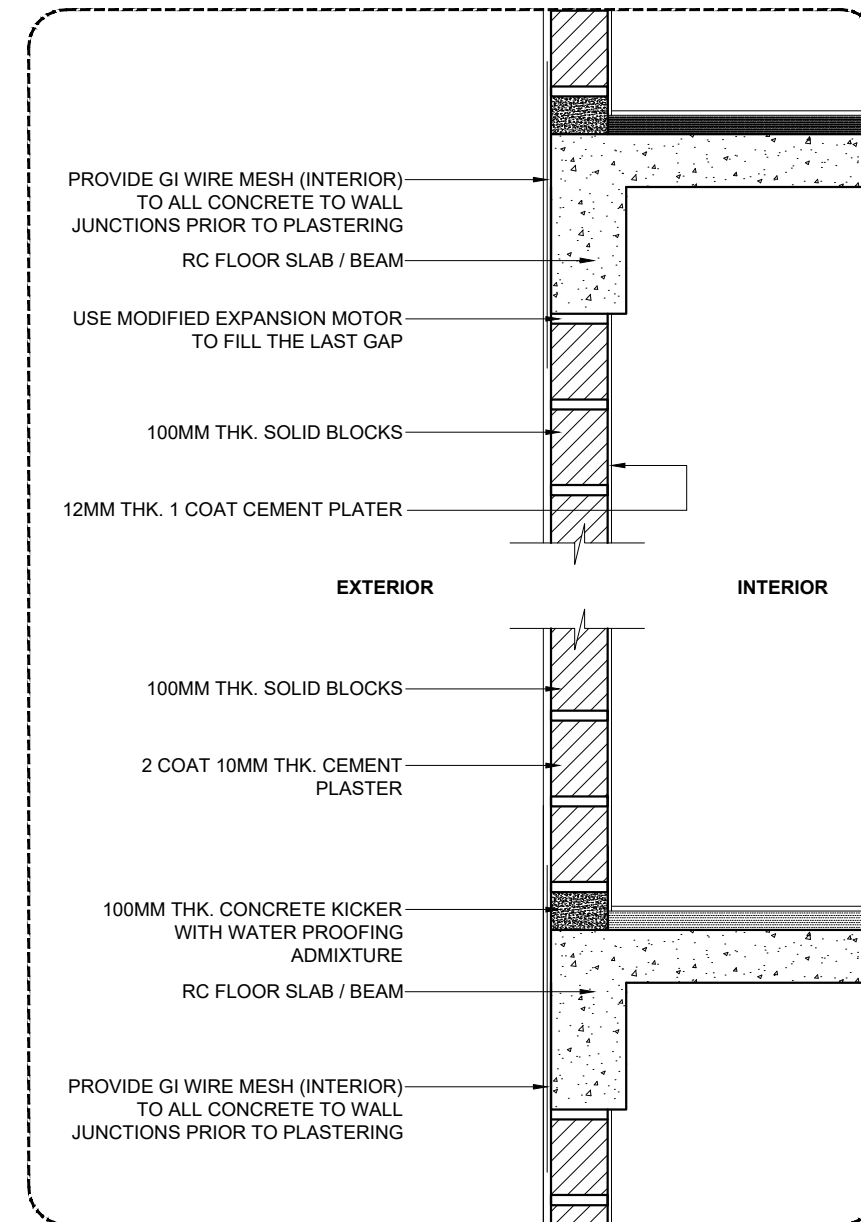 PROVIDE GI WIRE MESH (INTERIOR)
TO ALL CONCRETE TO WALL
JUNCTIONS PRIOR TO PLASTERING
RC FLOOR SLAB / BEAM
USE MODIFIED EXPANSION MOTOR
TO FILL THE LAST GAP
100MM THK. SOLID BLOCKS
12MM THK. 1 COAT CEMENT PLATER
EXTERIOR
INTERIOR
100MM THK. SOLID BLOCKS
2 COAT 10MM THK. CEMENT
PLASTER
100MM THK. CONCRETE KICKER
WITH WATER PROOFING
ADMIXTURE
RC FLOOR SLAB / BEAM
PROVIDE GI WIRE MESH (INTERIOR)
TO ALL CONCRETE TO WALL
JUNCTIONS PRIOR TO PLASTERING